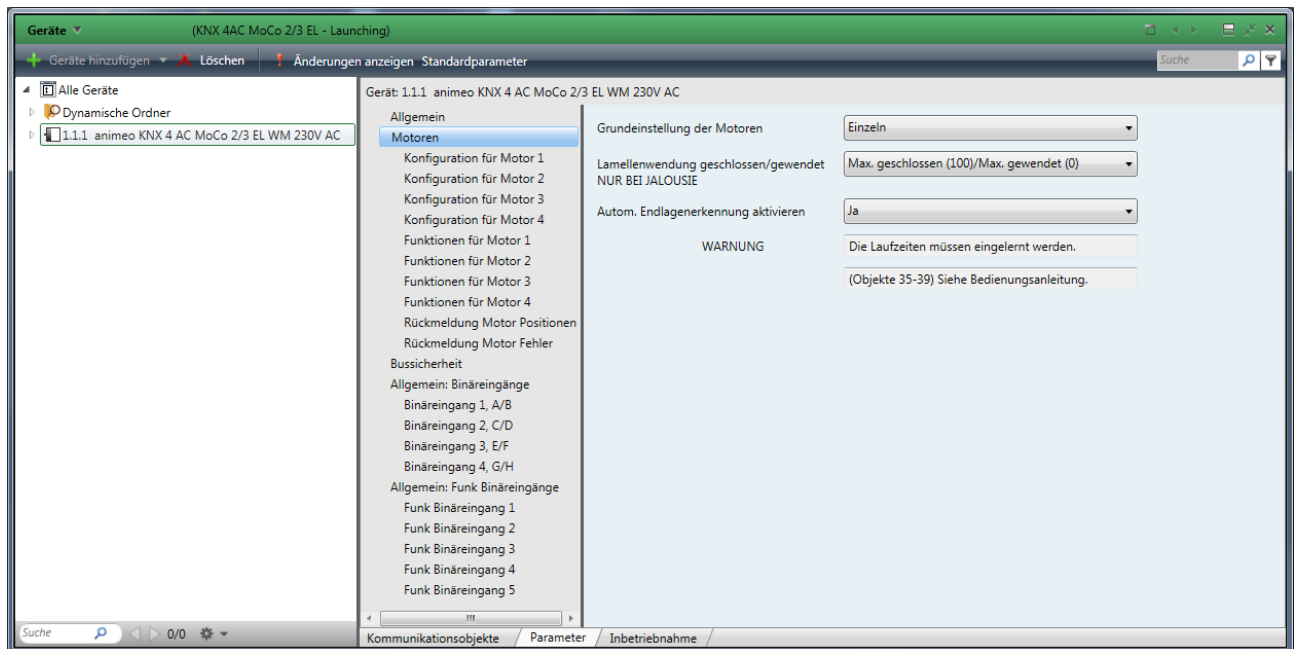 Geräte (KNX 4AC MoCo 2/3 EL - Launching)
Geräte hinzufügen Löschen Änderungen anzeigen Standardparameter Suche
Alle Geräte
Dynamische Ordner
1.1.1 animeo KNX 4 AC MoCo 2/3 EL WM 230V AC
Suche 0/0
Gerät: 1.1.1 animeo KNX 4 AC MoCo 2/3 EL WM 230V AC
Allgemein
Motoren
Konfiguration für Motor 1
Konfiguration für Motor 2
Konfiguration für Motor 3
Konfiguration für Motor 4
Funktionen für Motor 1
Funktionen für Motor 2
Funktionen für Motor 3
Funktionen für Motor 4
Rückmeldung Motor Positionen
Rückmeldung Motor Fehler
Bussicherheit
Allgemein: Binäreingänge
Binäreingang 1, A/B
Binäreingang 2, C/D
Binäreingang 3, E/F
Binäreingang 4, G/H
Allgemein: Funk Binäreingänge
Funk Binäreingang 1
Funk Binäreingang 2
Funk Binäreingang 3
Funk Binäreingang 4
Funk Binäreingang 5
Grundeinstellung der Motoren Einzeln
Lamellenwendung geschlossen/gewendet Max. geschlossen (100)/Max. gewendet (0)
NUR BEI JALOUSIE
Autom. Endlagenerkennung aktivieren Ja
WARNUNG Die Laufzeiten müssen eingelernt werden.
(Objekte 35-39) Siehe Bedienungsanleitung.
Kommunikationsobjekte Parameter Inbetriebnahme